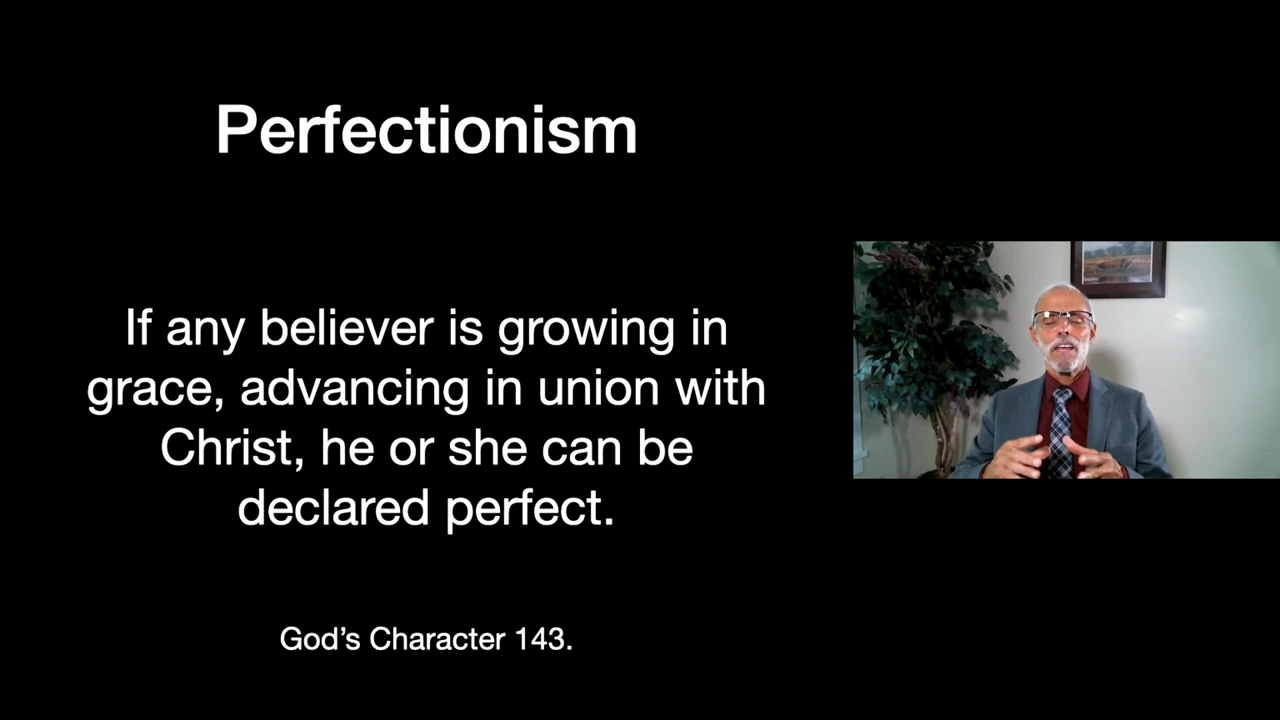 Perfectionism
If any believer is growing in
grace, advancing in union with
Christ, he or she can be
declared perfect.
God’s Character 143.